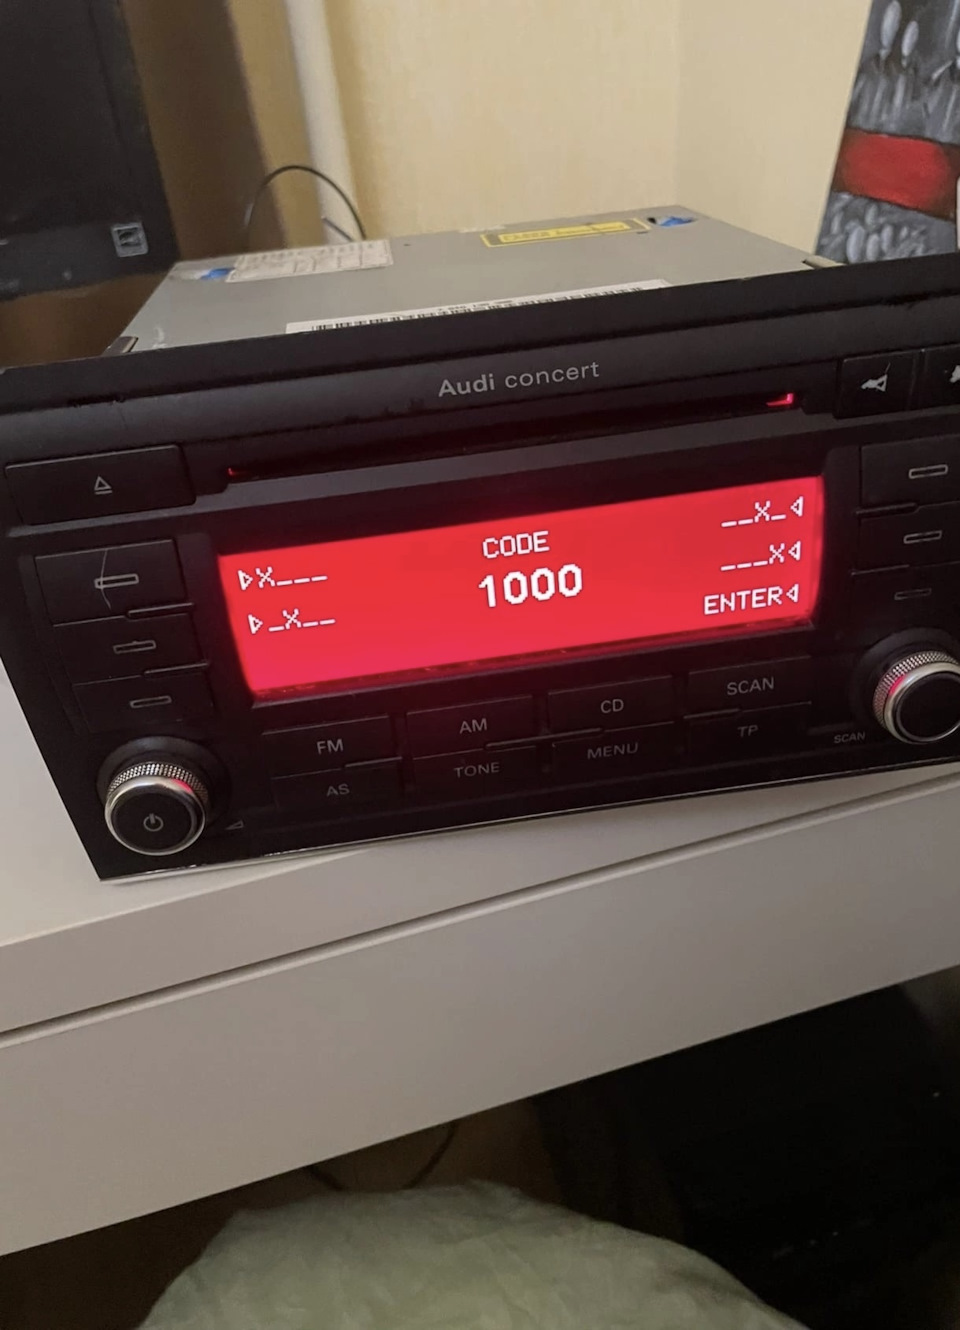 Audi concert
CODE
1000
X___
_X__
__X_
___X
ENTER
FM
AM
CD
SCAN
AS
TONE
MENU
TP
SCAN